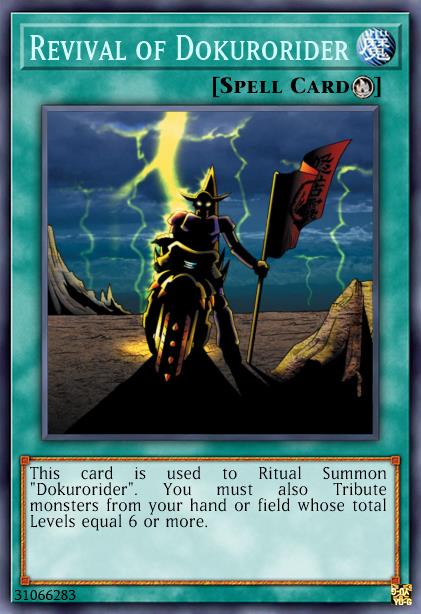 REVIVAL OF DOKURORIDER
魔
[SPELL CARD]
This card is used to Ritual Summon
"Dokurorider". You must also Tribute
monsters from your hand or field whose total
Levels equal 6 or more.
31066283